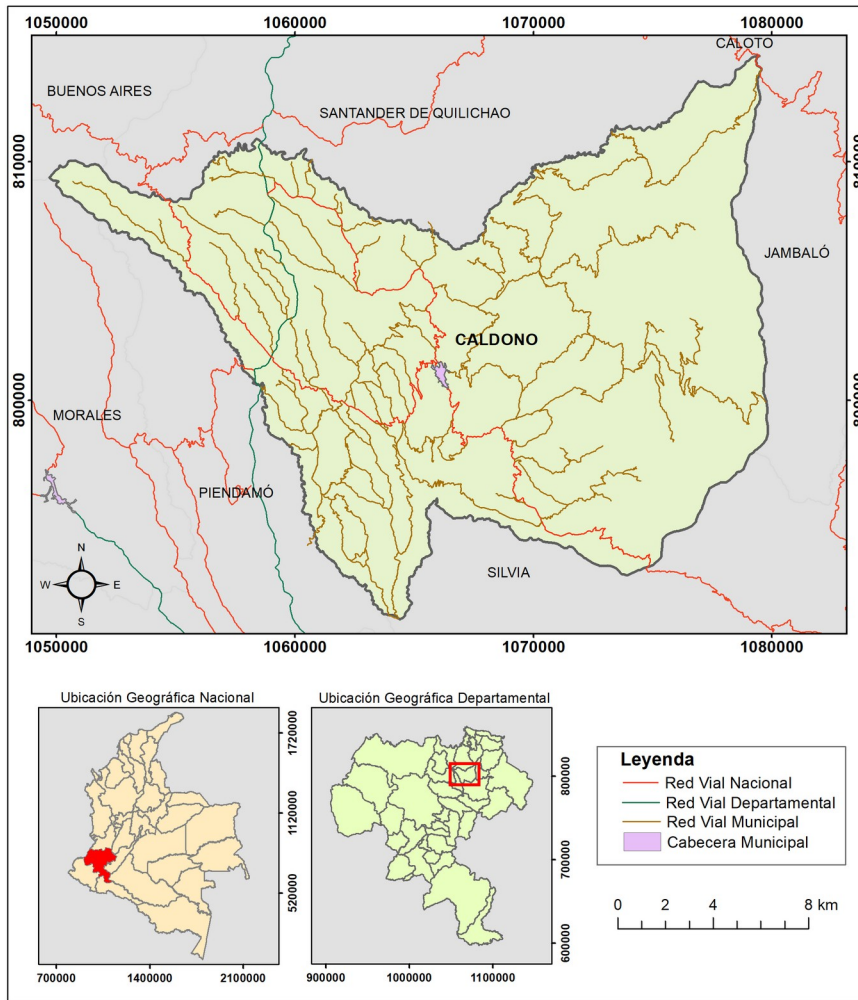 1050000 1060000 1070000 1080000
CALOTO
BUENOS AIRES
SANTANDER DE QUILICHAO
810000 810000
JAMBALÓ
CALDONO
800000 800000
MORALES
PIENDAMÓ
N
W E
S
SILVIA
1050000 1060000 1070000 1080000
Ubicación Geográfica Nacional
1720000
1120000
520000
700000 1400000 2100000
Ubicación Geográfica Departamental
800000
700000
600000
900000 1000000 1100000
Leyenda
Red Vial Nacional
Red Vial Departamental
Red Vial Municipal
Cabecera Municipal
0 2 4 6 8 km